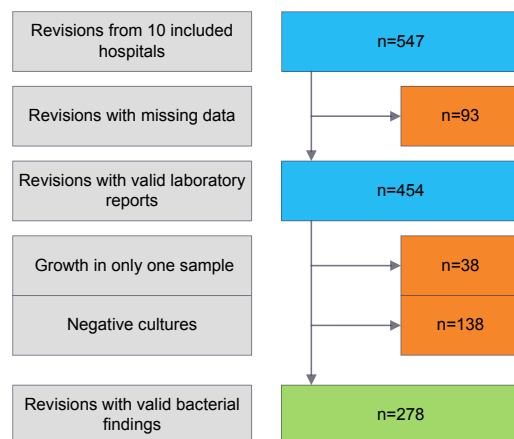 Revisions from 10 included
hospitals
n=547
Revisions with missing data
n=93
Revisions with valid laboratory
reports
n=454
Growth in only one sample
n=38
Negative cultures
n=138
Revisions with valid bacterial
findings
n=278